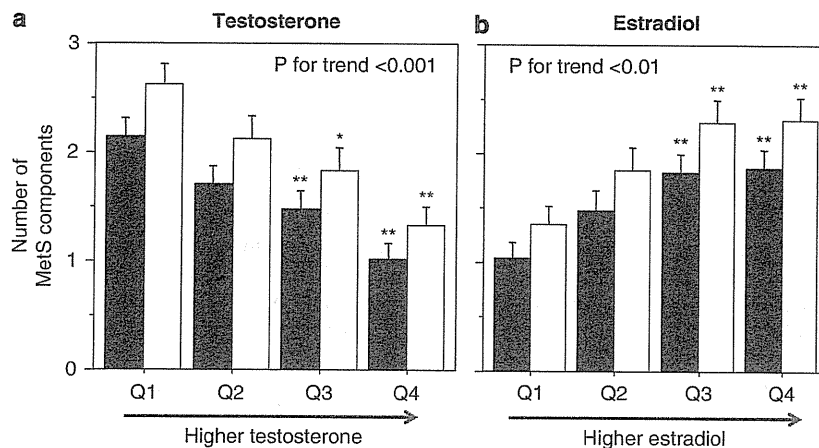 a
Testosterone
b
Estradiol
3
2
1
0
Number of
MetS components
P for trend <0.001
P for trend <0.01
** * ** **
** ** ** **
Q1 Q2 Q3 Q4
Q1 Q2 Q3 Q4
Higher testosterone
Higher estradiol